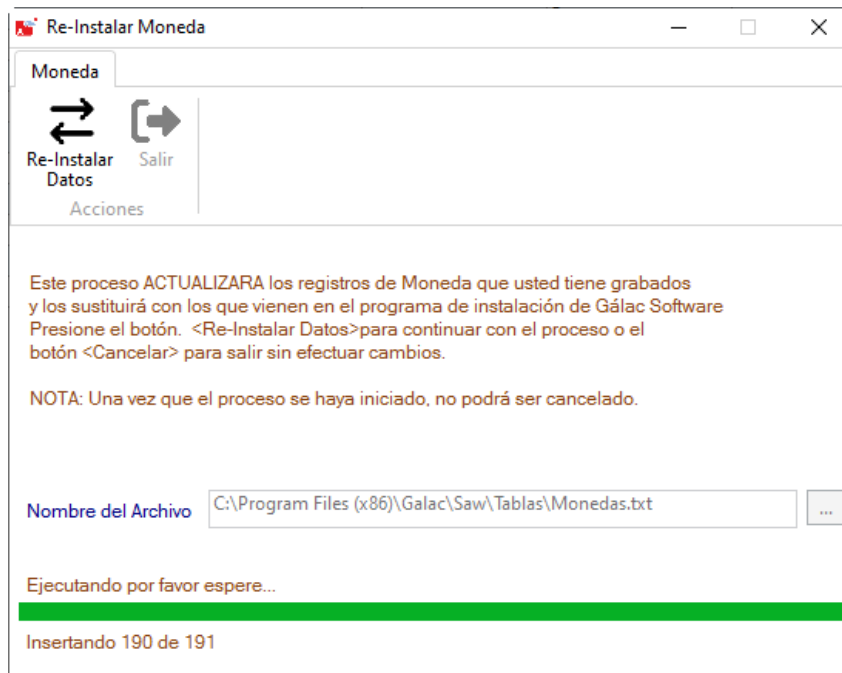 Re-Instalar Moneda
Moneda
Re-Instalar
Datos
Salir
Acciones
Este proceso ACTUALIZARA los registros de Moneda que usted tiene grabados
y los sustituirá con los que vienen en el programa de instalación de Gálac Software
Presione el botón.  <Re-Instalar Datos>para continuar con el proceso o el
botón <Cancelar> para salir sin efectuar cambios.
NOTA: Una vez que el proceso se haya iniciado, no podrá ser cancelado.
Nombre del Archivo C:\Program Files (x86)\Galac\Saw\Tablas\Monedas.txt ...
Ejecutando por favor espere...
Insertando 190 de 191